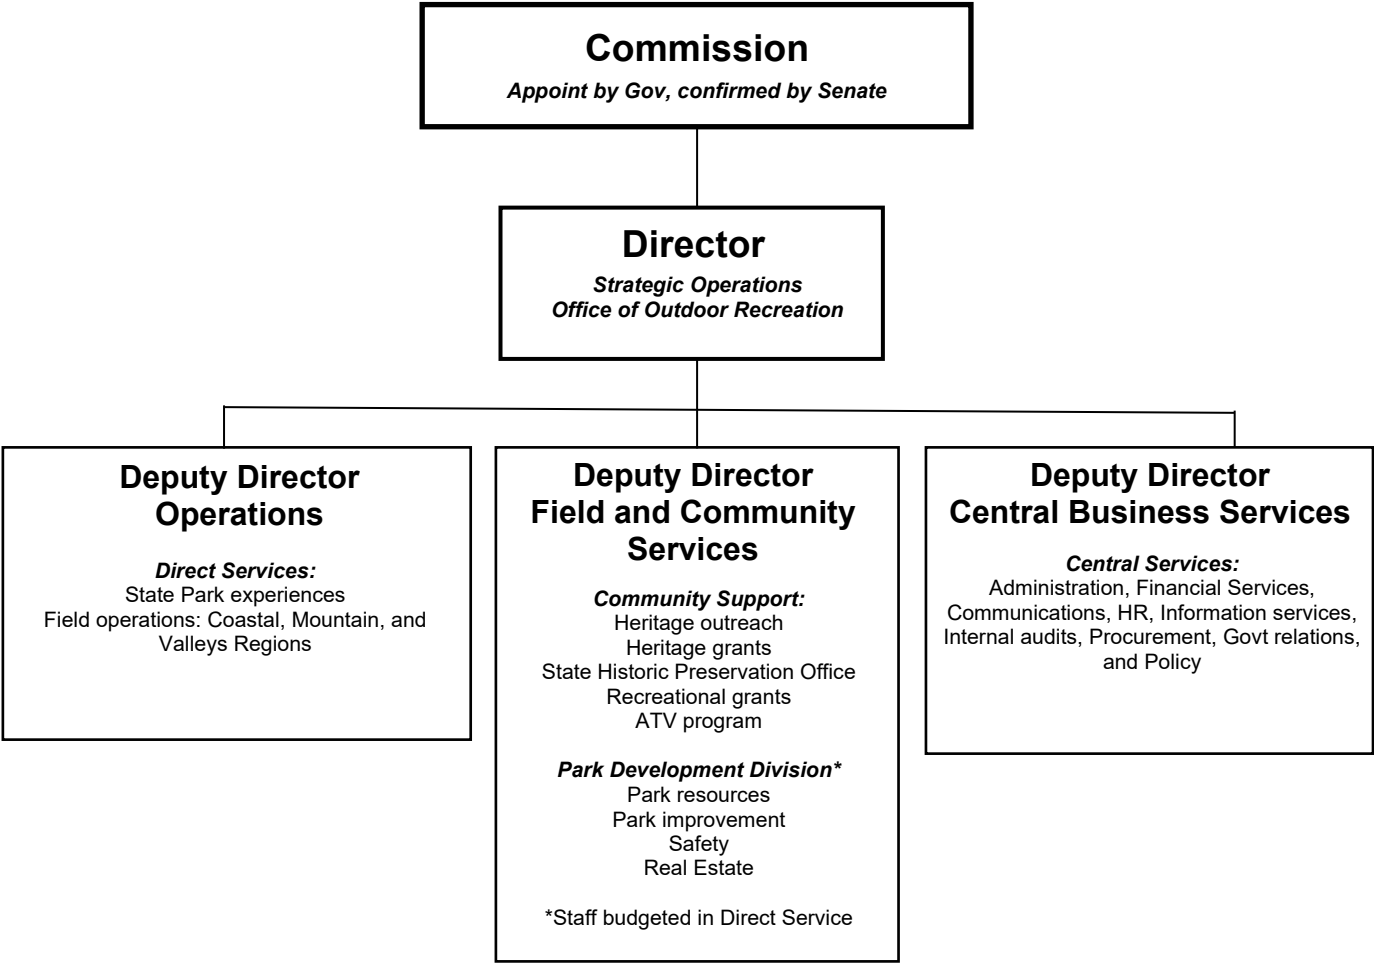 Commission
Appoint by Gov, confirmed by Senate
Director
Strategic Operations
Office of Outdoor Recreation
Deputy Director
Operations
Direct Services:
State Park experiences
Field operations: Coastal, Mountain, and
Valleys Regions
Deputy Director
Field and Community
Services
Community Support:
Heritage outreach
Heritage grants
State Historic Preservation Office
Recreational grants
ATV program
Park Development Division*
Park resources
Park improvement
Safety
Real Estate
*Staff budgeted in Direct Service
Deputy Director
Central Business Services
Central Services:
Administration, Financial Services,
Communications, HR, Information services,
Internal audits, Procurement, Govt relations,
and Policy